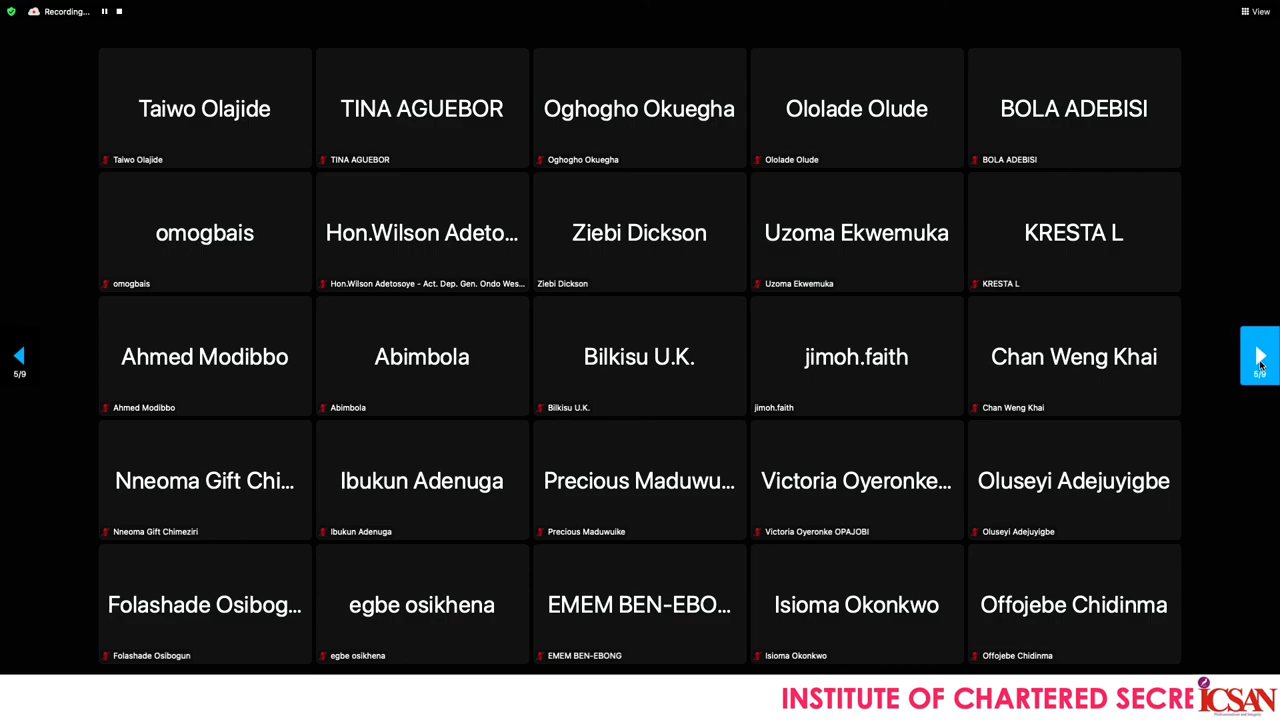 Recording...
View
Taiwo Olajide
TINA AGUEBOR
Oghogho Okuegha
Ololade Olude
BOLA ADEBISI
Taiwo Olajide
TINA AGUEBOR
Oghogho Okuegha
Ololade Olude
BOLA ADEBISI
omogbais
Hon.Wilson Adeto...
Ziebi Dickson
Uzoma Ekwemuka
KRESTA L
omogbais
Hon.Wilson Adetosoye - Act. Dep. Gen. Ondo Wes...
Ziebi Dickson
Uzoma Ekwemuka
KRESTA L
Ahmed Modibbo
Abimbola
Bilkisu U.K.
jimoh.faith
Chan Weng Khai
5/9
5/9
Ahmed Modibbo
Abimbola
Bilkisu U.K.
jimoh.faith
Chan Weng Khai
Nneoma Gift Chi...
Ibukun Adenuga
Precious Maduwu...
Victoria Oyeronke...
Oluseyi Adejuyigbe
Nneoma Gift Chimeziri
Ibukun Adenuga
Precious Maduwuike
Victoria Oyeronke OPAJOBI
Oluseyi Adejuyigbe
Folashade Osibog...
egbe osikhena
EMEM BEN-EBO...
Isioma Okonkwo
Offojebe Chidinma
Folashade Osibogun
egbe osikhena
EMEM BEN-EBONG
Isioma Okonkwo
Offojebe Chidinma
INSTITUTE OF CHARTERED SECRE
ICSAN